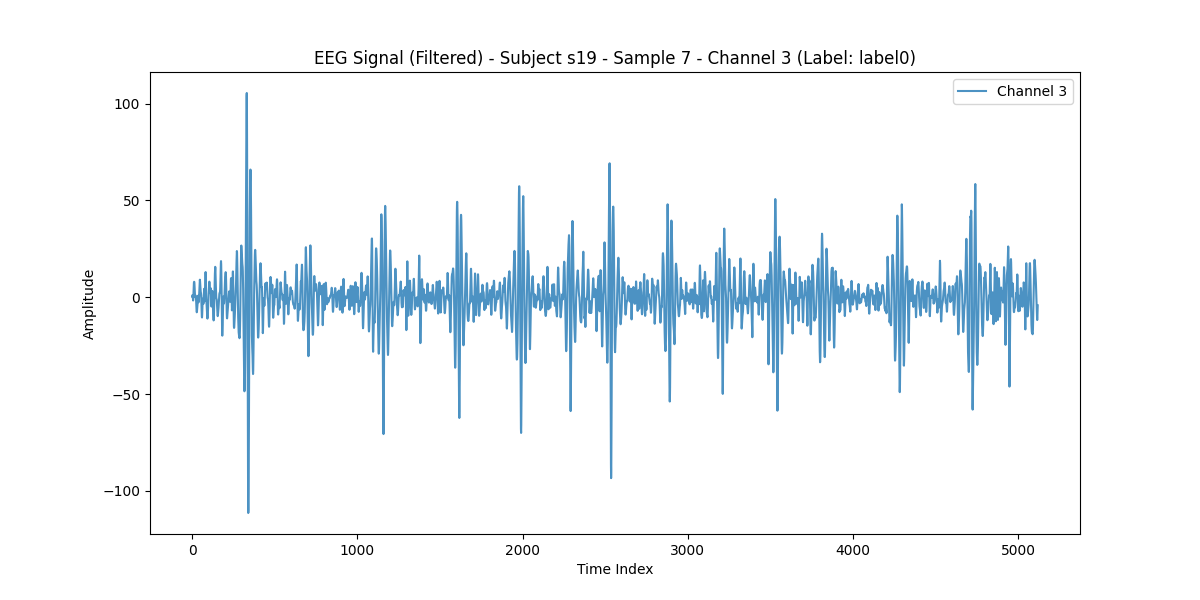 EEG Signal (Filtered) - Subject s19 - Sample 7 - Channel 3 (Label: label0)
Channel 3
100
50
0
−50
−100
Amplitude
0 1000 2000 3000 4000 5000
Time Index